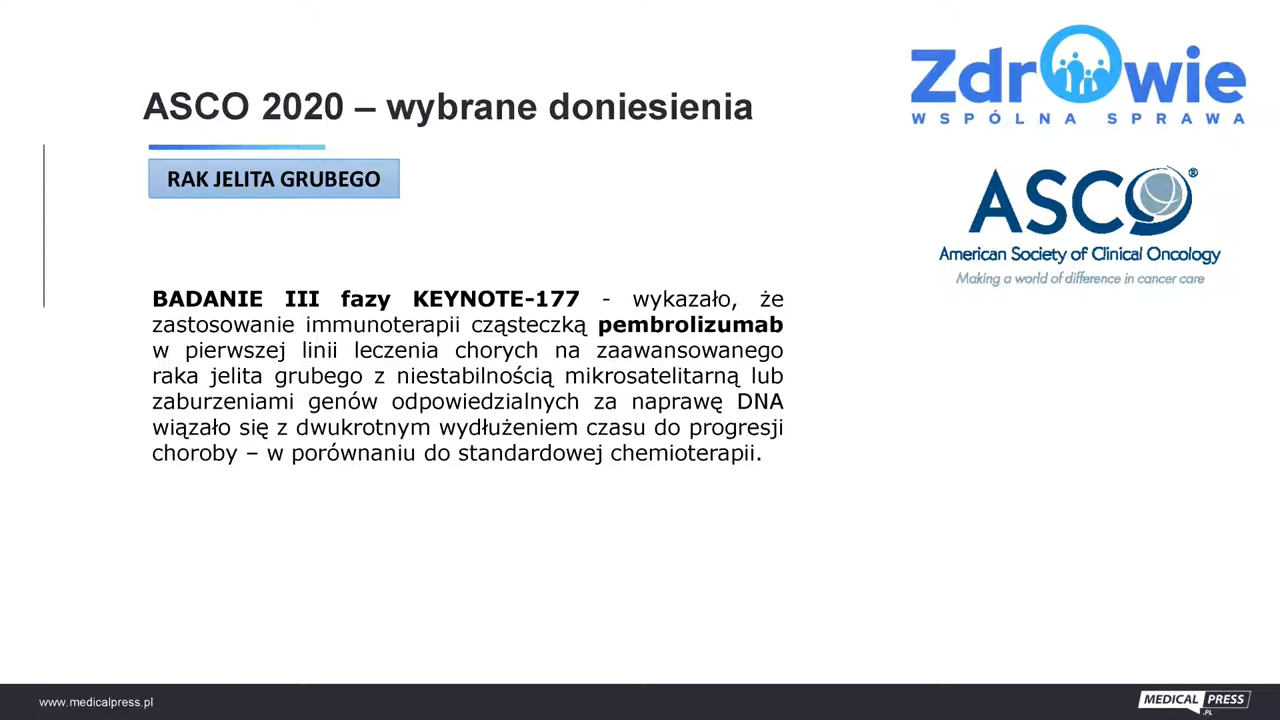 Zdrowie
WSPÓLNA SPRAWA
ASCO 2020 – wybrane doniesienia
RAK JELITA GRUBEGO
ASCO®
American Society of Clinical Oncology
Making a world of difference in cancer care
BADANIE III fazy KEYNOTE-177 - wykazało, że
zastosowanie immunoterapii cząsteczką pembrolizumab
w pierwszej linii leczenia chorych na zaawansowanego
raka jelita grubego z niestabilnością mikrosatelitarną lub
zaburzeniami genów odpowiedzialnych za naprawę DNA
wiązało się z dwukrotnym wydłużeniem czasu do progresji
choroby – w porównaniu do standardowej chemioterapii.
www.medicalpress.pl
MEDICAL PRESS
.PL